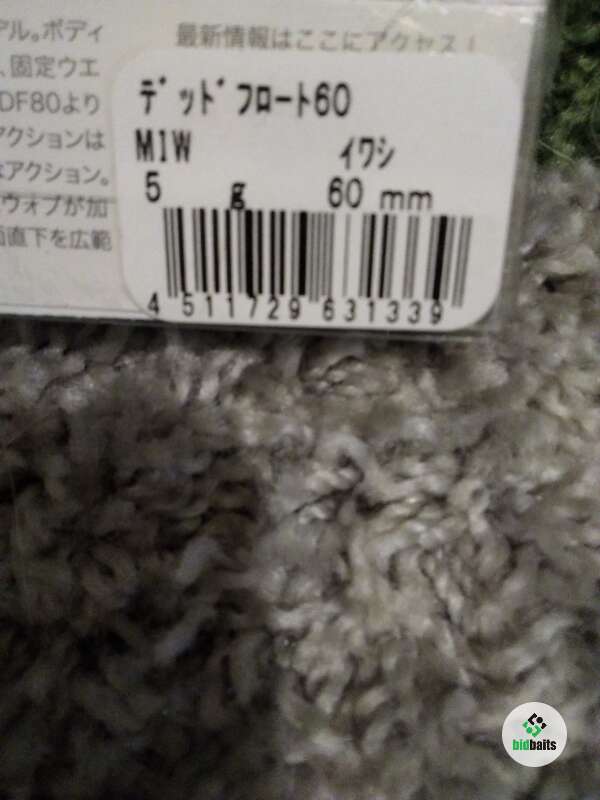 デル。ボディ
、固定ウエ
DF80より
アクションは
なアクション。
ウォブが加
面直下を広範
最新情報はここにアクセス！
ﾃﾞｯﾄﾞﾌﾛｰﾄ60
M1W ｲﾜｼ
5 g 60 mm
4 511729 631339
bidbaits